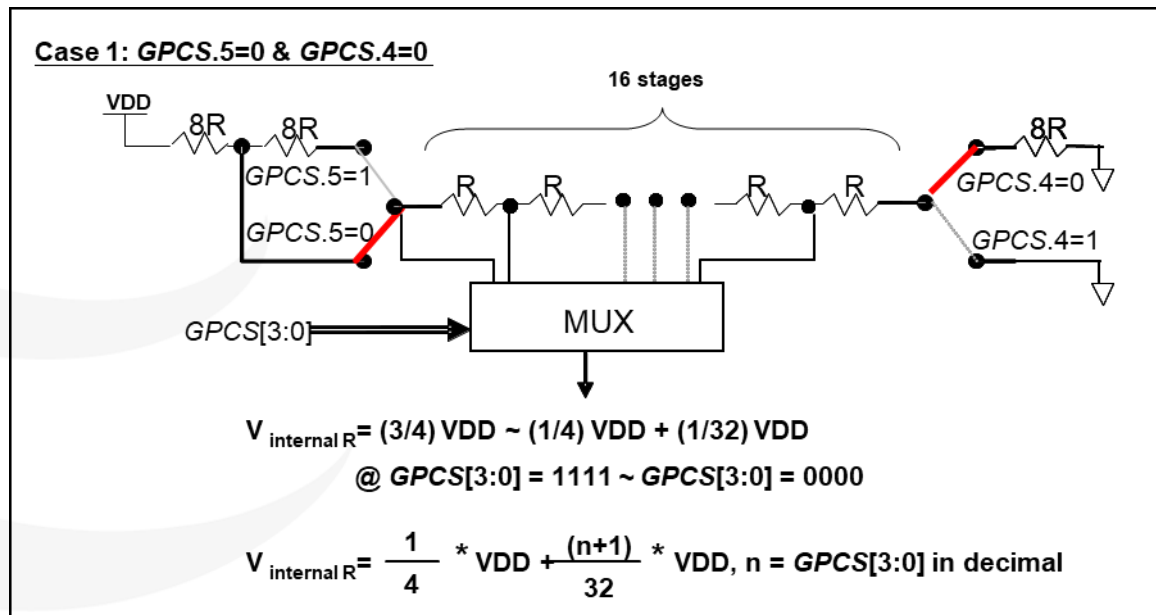 Case 1: GPCS.5=0 & GPCS.4=0
16 stages
VDD
8R
8R
8R
GPCS.5=1
R
R
R
R
GPCS.4=0
GPCS.5=0
GPCS.4=1
MUX
GPCS[3:0]
V internal R= (3/4) VDD ~ (1/4) VDD + (1/32) VDD
@ GPCS[3:0] = 1111 ~ GPCS[3:0] = 0000
V internal R= 1/4 * VDD + (n+1)/32 * VDD, n = GPCS[3:0] in decimal